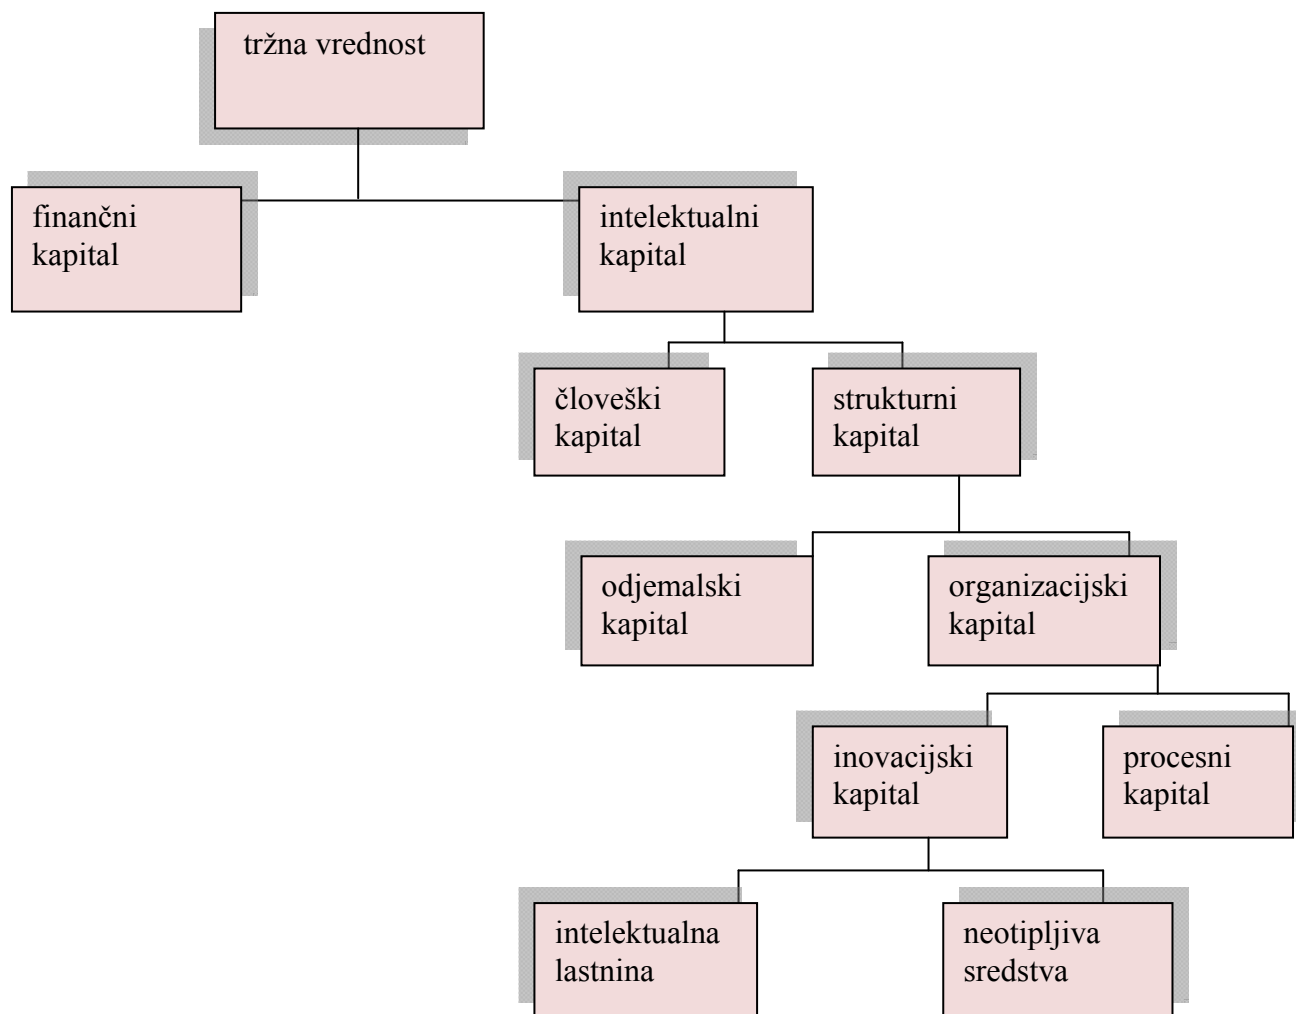 tržna vrednost
finančni
kapital
intelektualni
kapital
človeški
kapital
strukturni
kapital
odjemalski
kapital
organizacijski
kapital
inovacijski
kapital
procesni
kapital
intelektualna
lastnina
neotipljiva
sredstva